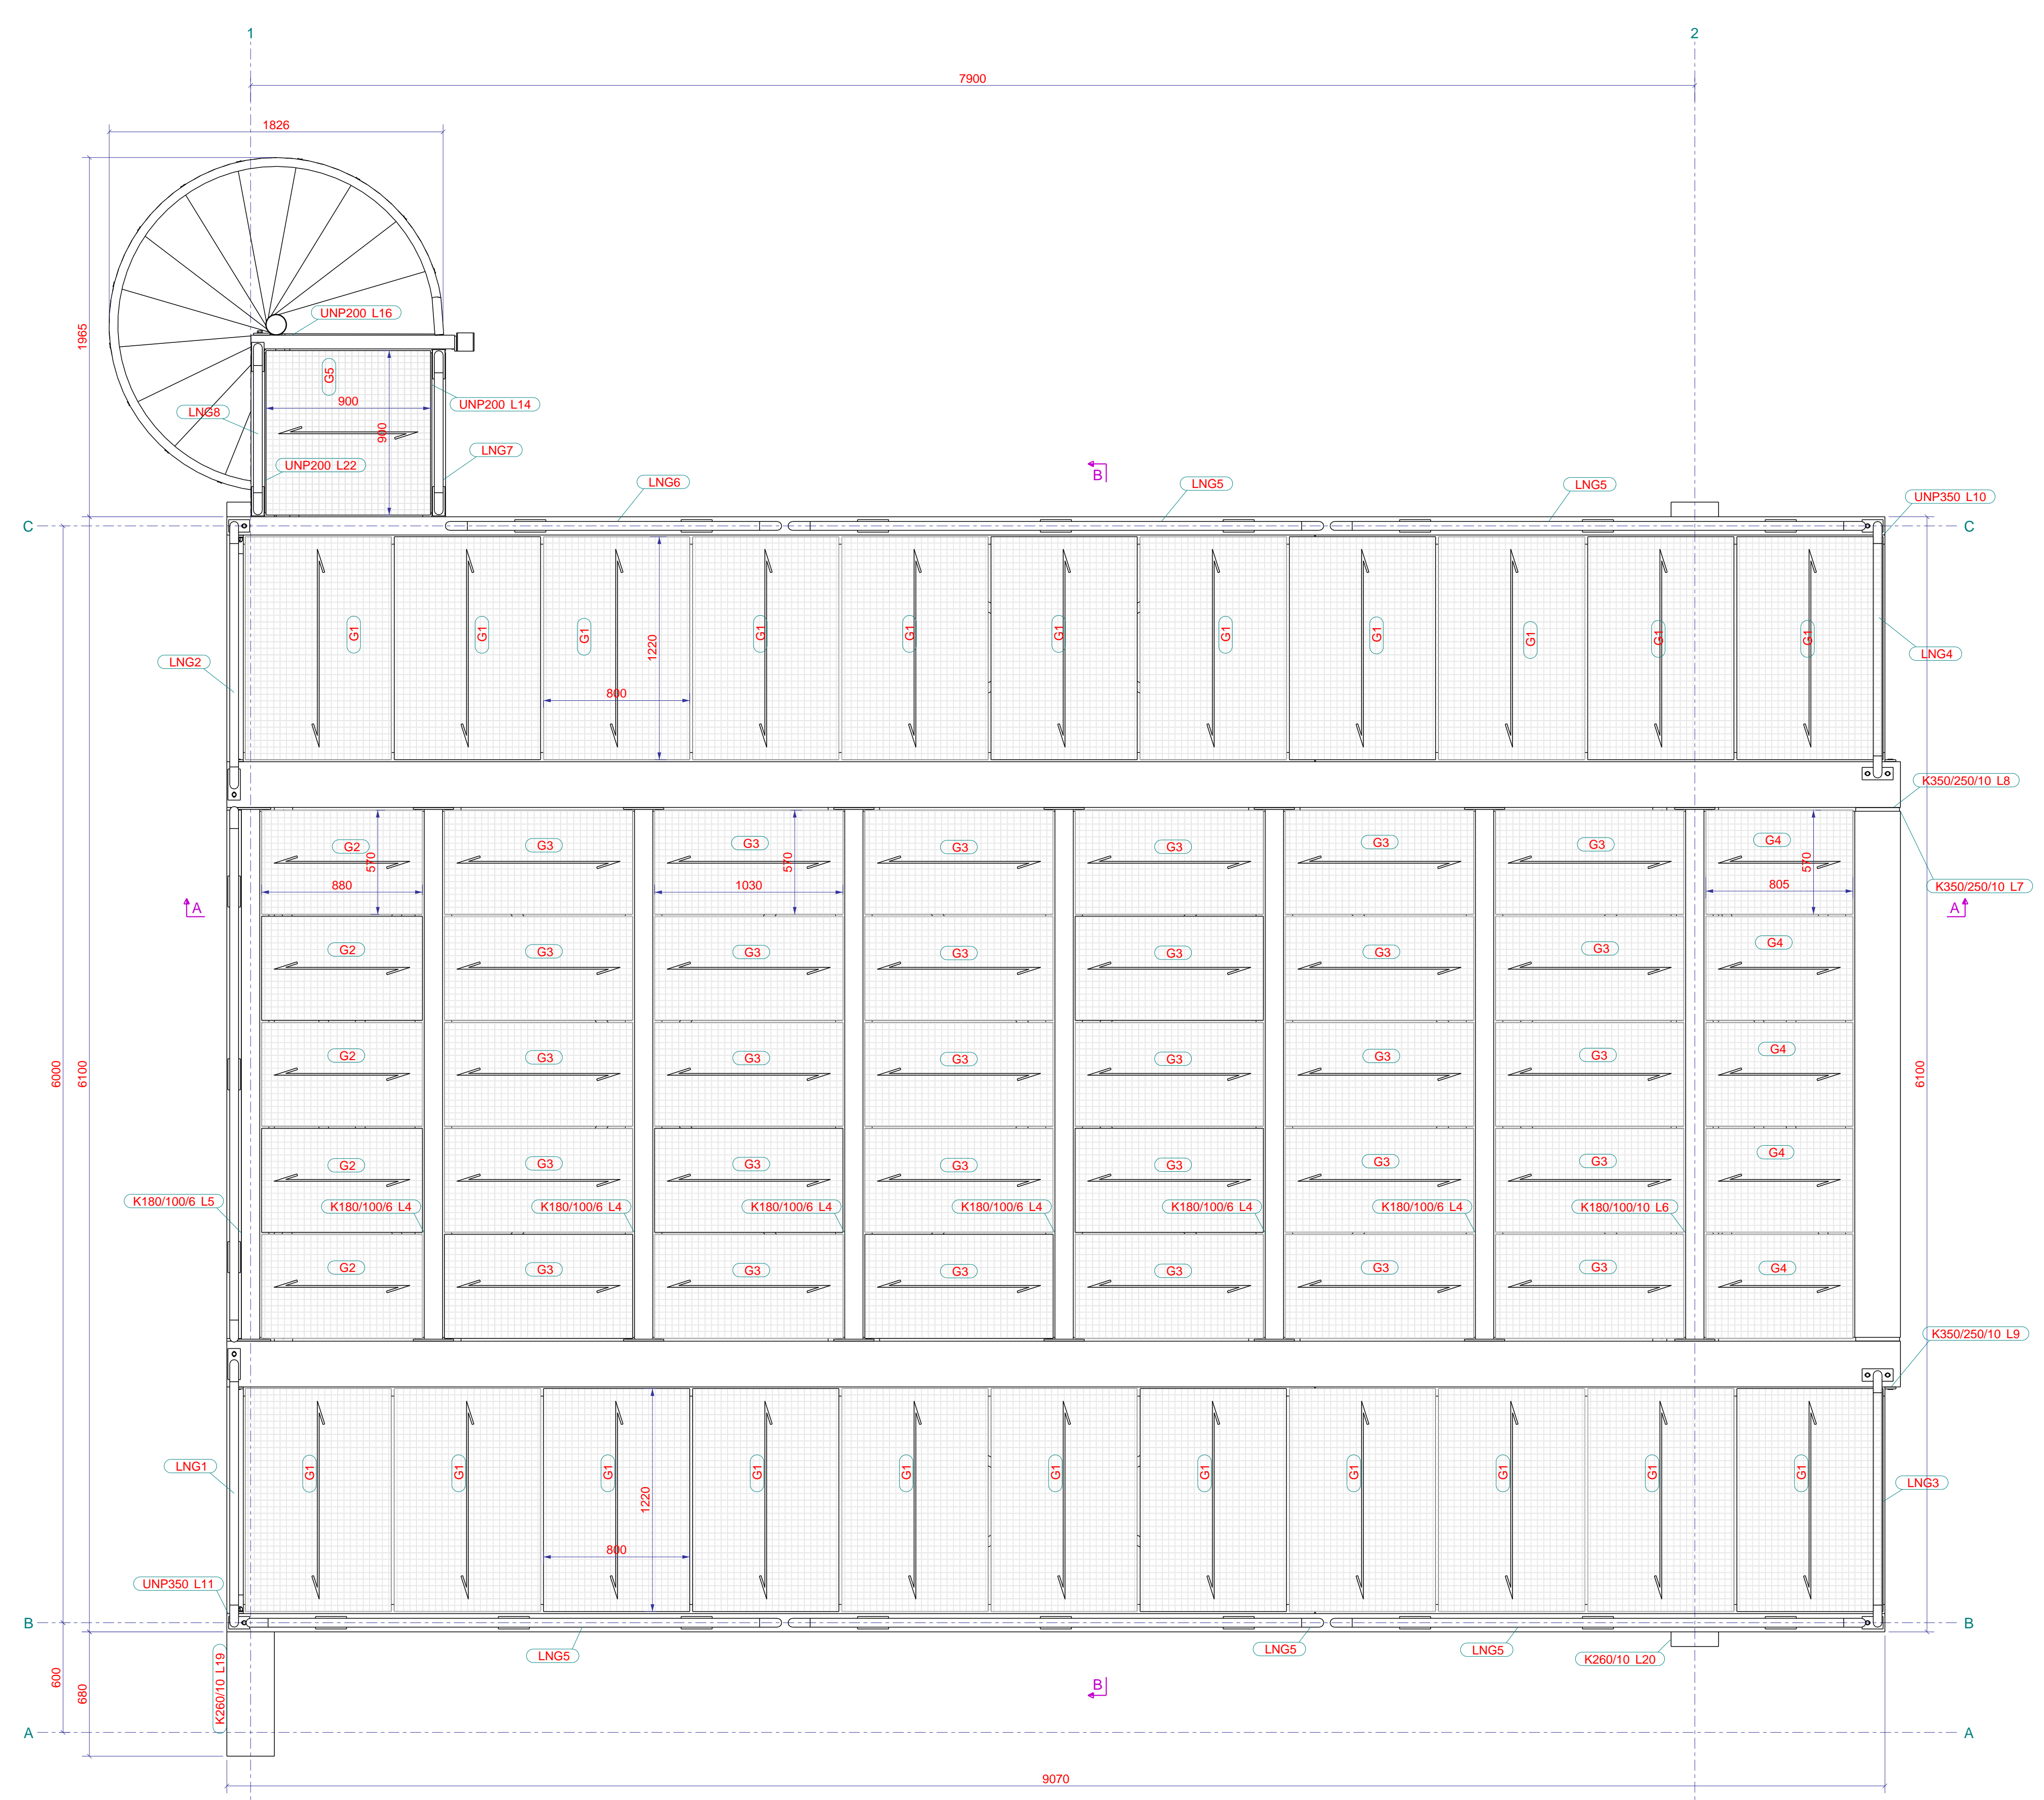 1
2
7900
1826
1965
UNP200 L16
G5
900
900
UNP200 L14
LNG8
LNG7
UNP200 L22
B
LNG6
LNG5
LNG5
UNP350 L10
C
C
G1
G1
G1
G1
G1
G1
G1
G1
G1
G1
G1
1220
800
LNG2
LNG4
K350/250/10 L8
G2
G3
G3
G3
G3
G3
G3
G4
570
570
570
880
1030
805
K350/250/10 L7
A
A
G2
G3
G3
G3
G3
G3
G3
G4
6000
6100
6100
G2
G3
G3
G3
G3
G3
G3
G4
G2
G3
G3
G3
G3
G3
G3
G4
K180/100/6 L5
K180/100/6 L4
K180/100/6 L4
K180/100/6 L4
K180/100/6 L4
K180/100/6 L4
K180/100/6 L4
K180/100/10 L6
G2
G3
G3
G3
G3
G3
G3
G4
K350/250/10 L9
LNG1
G1
G1
G1
G1
G1
G1
G1
G1
G1
G1
G1
LNG3
1220
800
UNP350 L11
B
B
LNG5
LNG5
LNG5
K260/10 L20
K260/10 L19
600
680
B
A
A
9070